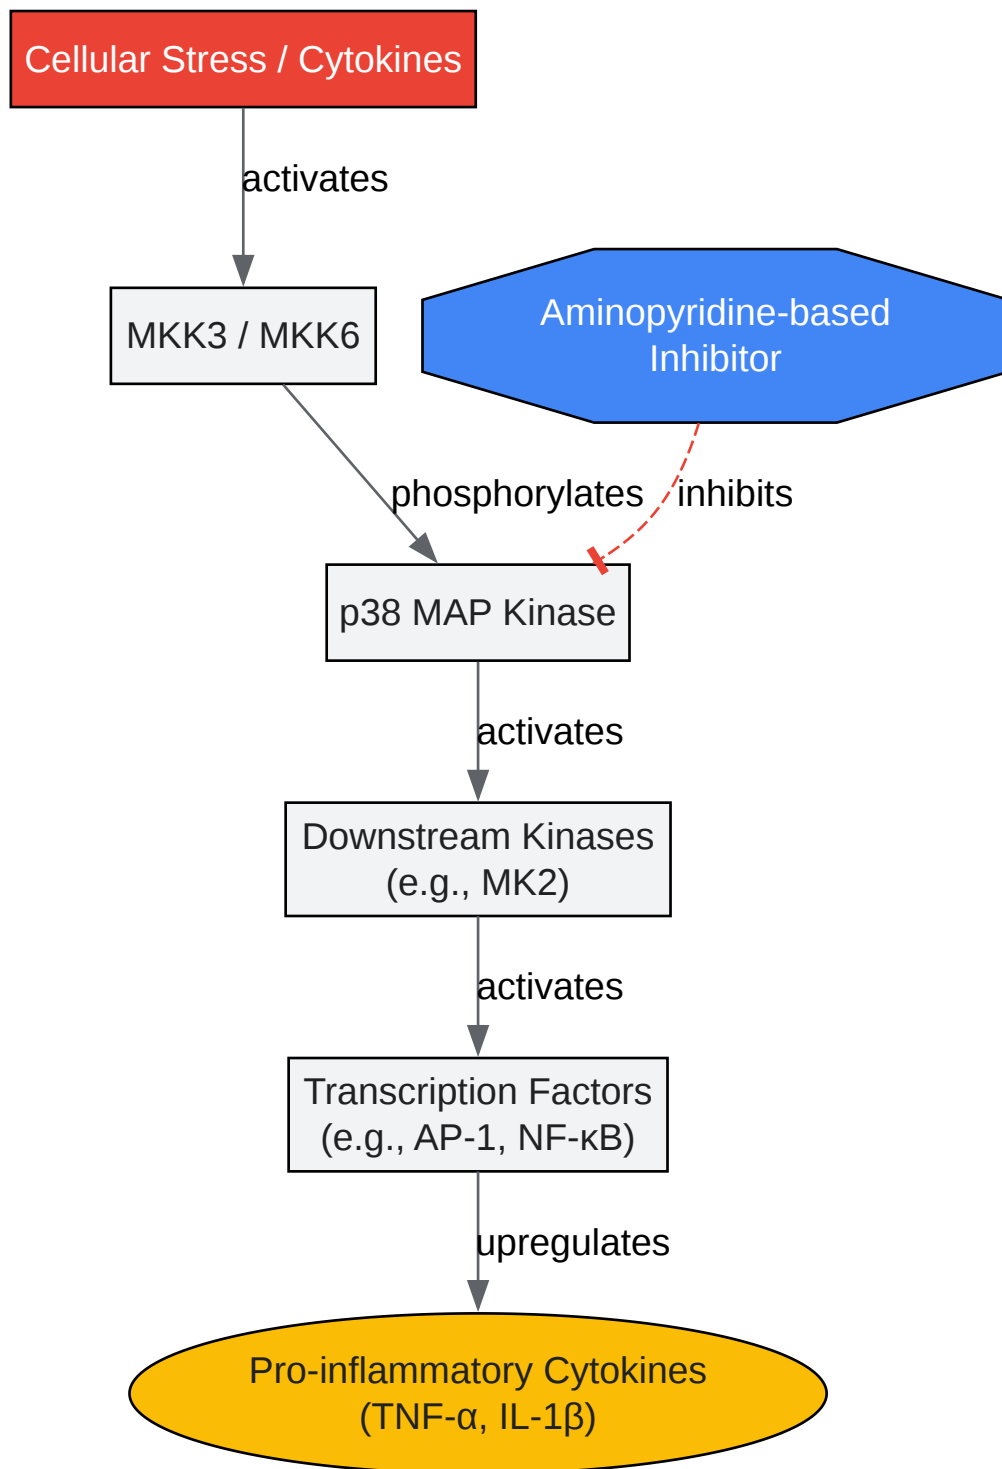 Cellular Stress / Cytokines
activates
MKK3 / MKK6
Aminopyridine-based
Inhibitor
phosphorylates
inhibits
p38 MAP Kinase
activates
Downstream Kinases
(e.g., MK2)
activates
Transcription Factors
(e.g., AP-1, NF-κB)
upregulates
Pro-inflammatory Cytokines
(TNF-α, IL-1β)